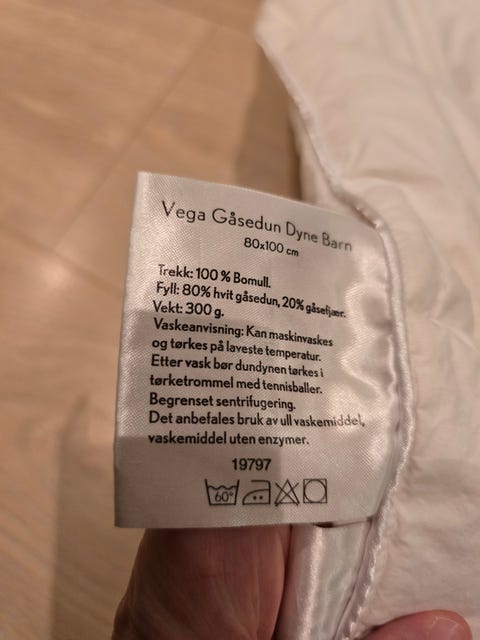 Vega Gåsedun Dyne Barn
80x100 cm
Trekk: 100 % Bomull.
Fyll: 80% hvit gåsedun, 20% gåsefjær.
Vekt: 300 g.
Vaskeanvisning: Kan maskinvaskes
og tørkes på laveste temperatur.
Etter vask bør dundynen tørkes i
tørketrommel med tennisballer.
Begrenset sentrifugering.
Det anbefales bruk av ull vaskemiddel,
vaskemiddel uten enzymer.
19797
60°